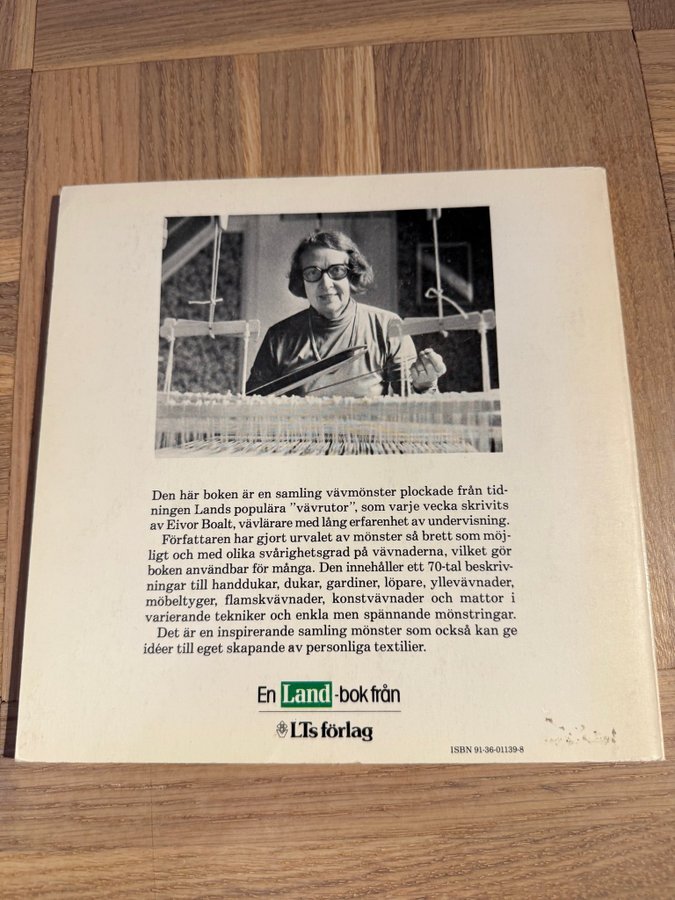 Den här boken är en samling vävmönster plockade från tid-
ningen Lands populära "vävrutor", som varje vecka skrivits
av Eivor Boalt, vävlärare med lång erfarenhet av undervisning.
Författaren har gjort urvalet av mönster så brett som möj-
ligt och med olika svårighetsgrad på vävnaderna, vilket gör
boken användbar för många. Den innehåller ett 70-tal beskriv-
ningar till handdukar, dukar, gardiner, löpare, yllevävnader,
möbeltyger, flamskvävnader, konstvävnader och mattor i
varierande tekniker och enkla men spännande mönstringar.
Det är en inspirerande samling mönster som också kan ge
idéer till eget skapande av personliga textilier.
En Land-bok från
LTs förlag
ISBN 91-36-01139-8